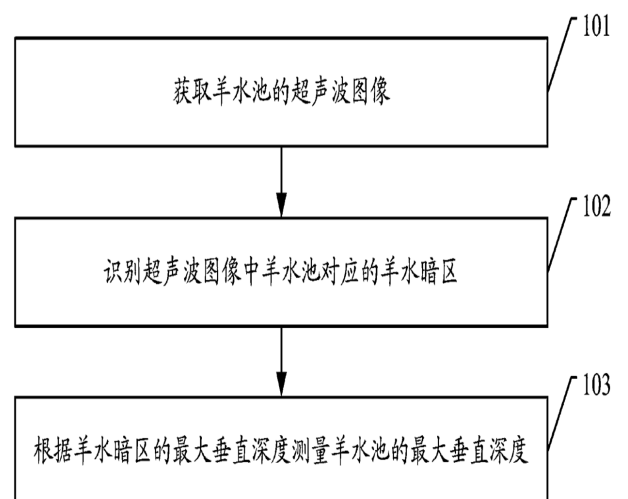 101
获取羊水池的超声波图像
102
识别超声波图像中羊水池对应的羊水暗区
103
根据羊水暗区的最大垂直深度测量羊水池的最大垂直深度